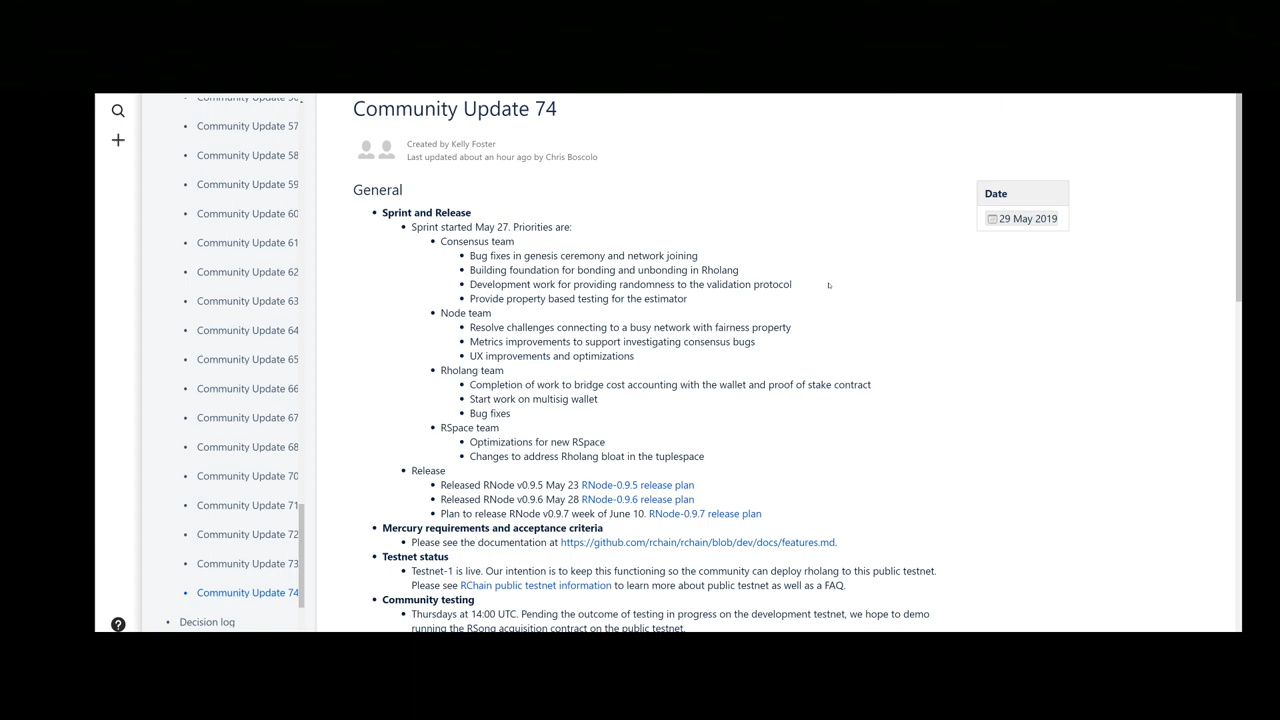 Community Update 57
Community Update 58
Community Update 59
Community Update 60
Community Update 61
Community Update 62
Community Update 63
Community Update 64
Community Update 65
Community Update 66
Community Update 67
Community Update 68
Community Update 70
Community Update 71
Community Update 72
Community Update 73
Community Update 74
Decision log
Community Update 74
Created by Kelly Foster
Last updated about an hour ago by Chris Boscolo
General
Date
29 May 2019
• Sprint and Release
• Sprint started May 27. Priorities are:
• Consensus team
• Bug fixes in genesis ceremony and network joining
• Building foundation for bonding and unbonding in Rholang
• Development work for providing randomness to the validation protocol
• Provide property based testing for the estimator
• Node team
• Resolve challenges connecting to a busy network with fairness property
• Metrics improvements to support investigating consensus bugs
• UX improvements and optimizations
• Rholang team
• Completion of work to bridge cost accounting with the wallet and proof of stake contract
• Start work on multisig wallet
• Bug fixes
• RSpace team
• Optimizations for new RSpace
• Changes to address Rholang bloat in the tuplespace
• Release
• Released RNode v0.9.5 May 23 RNode-0.9.5 release plan
• Released RNode v0.9.6 May 28 RNode-0.9.6 release plan
• Plan to release RNode v0.9.7 week of June 10. RNode-0.9.7 release plan
• Mercury requirements and acceptance criteria
• Please see the documentation at https://github.com/rchain/rchain/blob/dev/docs/features.md.
• Testnet status
• Testnet-1 is live. Our intention is to keep this functioning so the community can deploy rholang to this public testnet.
Please see RChain public testnet information to learn more about public testnet as well as a FAQ.
• Community testing
• Thursdays at 14:00 UTC. Pending the outcome of testing in progress on the development testnet, we hope to demo
running the RSong acquisition contract on the public testnet.